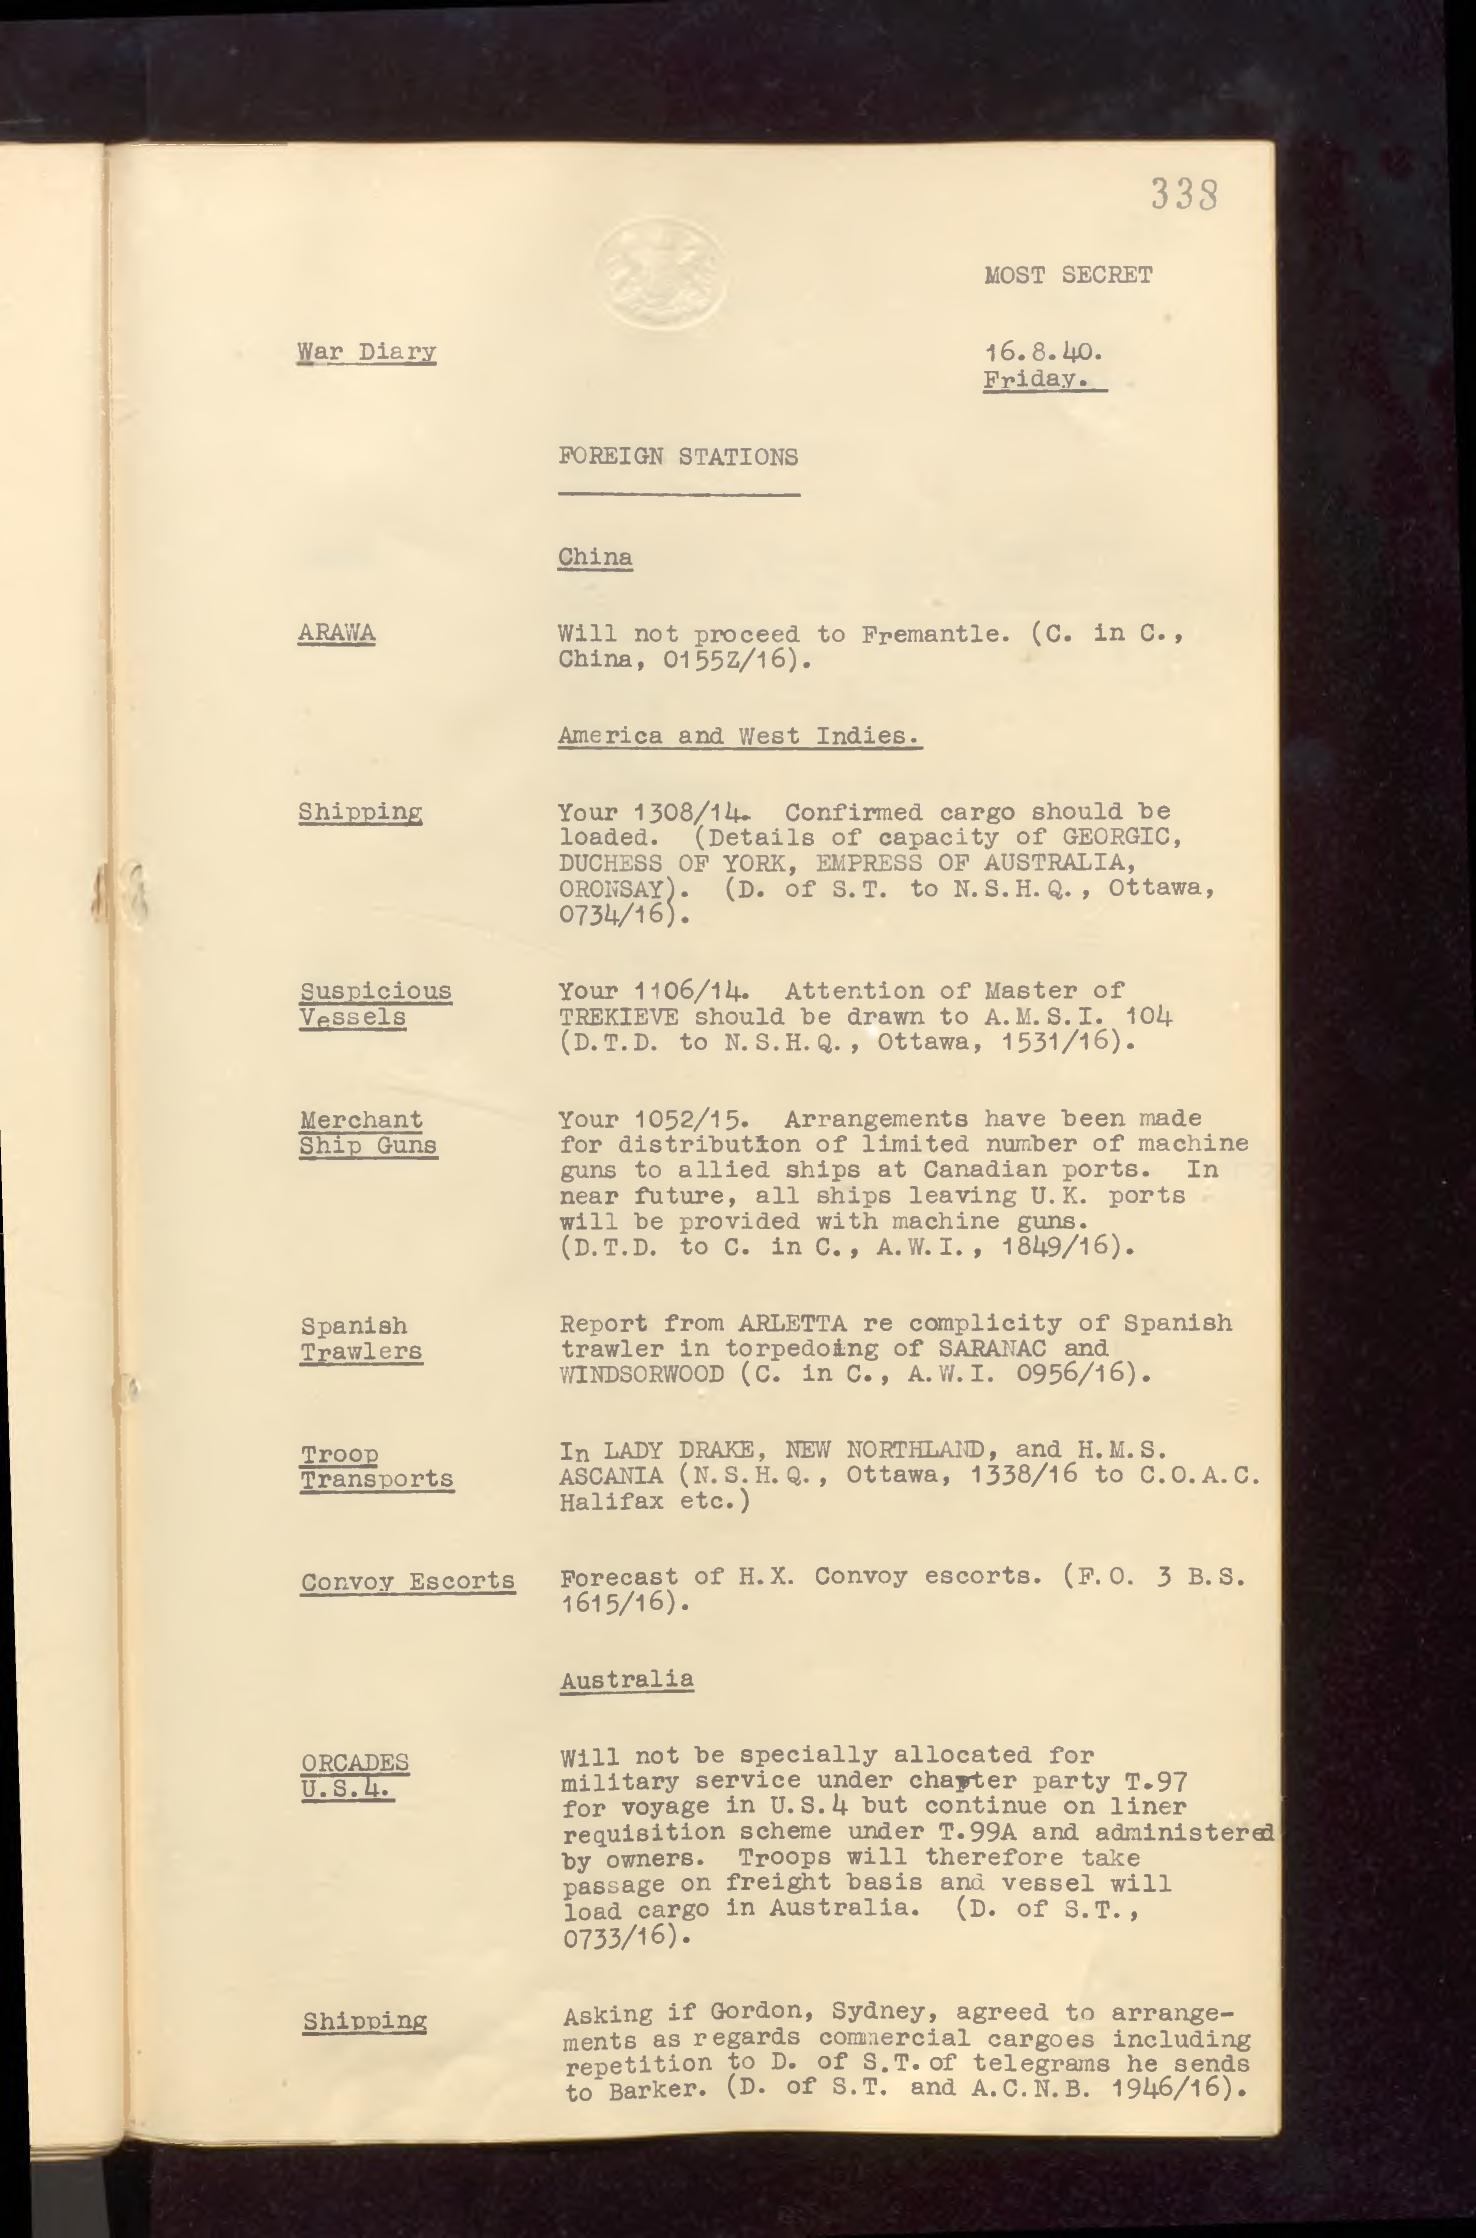 338
MOST SECRET
War Diary
16.8.40.
Friday.
FOREIGN STATIONS
China
ARAWA
Will not proceed to Fremantle. (C. in C.,
China, 0155Z/16).
America and West Indies.
Shipping
Your 1308/14. Confirmed cargo should be
loaded. (Details of capacity of GEORGIC,
DUCHESS OF YORK, EMPRESS OF AUSTRALIA,
ORONSAY). (D. of S.T. to N.S.H.Q., Ottawa,
0734/16).
Suspicious
Vessels
Your 1106/14. Attention of Master of
TREKIEVE should be drawn to A.M.S.I. 104
(D.T.D. to N.S.H.Q., Ottawa, 1531/16).
Merchant
Ship Guns
Your 1052/15. Arrangements have been made
for distribution of limited number of machine
guns to allied ships at Canadian ports. In
near future, all ships leaving U.K. ports
will be provided with machine guns.
(D.T.D. to C. in C., A.W.I., 1849/16).
Spanish
Trawlers
Report from ARLETTA re complicity of Spanish
trawler in torpedoing of SARANAC and
WINDSORWOOD (C. in C., A.W.I. 0956/16).
Troop
Transports
In LADY DRAKE, NEW NORTHLAND, and H.M.S.
ASCANIA (N.S.H.Q., Ottawa, 1338/16 to C.O.A.C.
Halifax etc.)
Convoy Escorts
Forecast of H.X. Convoy escorts. (F.O. 3 B.S.
1615/16).
Australia
ORCADES
U.S.4.
Will not be specially allocated for
military service under charter party T.97
for voyage in U.S.4 but continue on liner
requisition scheme under T.99A and administered
by owners. Troops will therefore take
passage on freight basis and vessel will
load cargo in Australia. (D. of S.T.,
0733/16).
Shipping
Asking if Gordon, Sydney, agreed to arrange-
ments as regards commercial cargoes including
repetition to D. of S.T. of telegrams he sends
to Barker. (D. of S.T. and A.C.N.B. 1946/16).